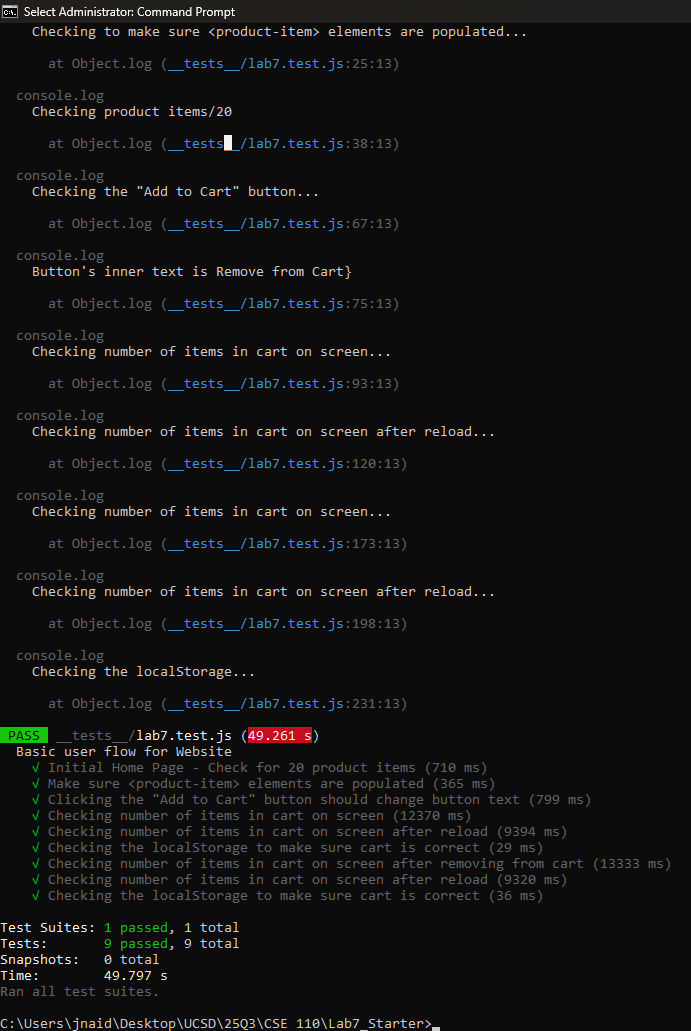 Select Administrator: Command Prompt
Checking to make sure <product-item> elements are populated...
at Object.log (__tests__/lab7.test.js:25:13)
console.log
Checking product items/20
at Object.log (__tests__/lab7.test.js:38:13)
console.log
Checking the "Add to Cart" button...
at Object.log (__tests__/lab7.test.js:67:13)
console.log
Button's inner text is Remove from Cart}
at Object.log (__tests__/lab7.test.js:75:13)
console.log
Checking number of items in cart on screen...
at Object.log (__tests__/lab7.test.js:93:13)
console.log
Checking number of items in cart on screen after reload...
at Object.log (__tests__/lab7.test.js:120:13)
console.log
Checking number of items in cart on screen...
at Object.log (__tests__/lab7.test.js:173:13)
console.log
Checking number of items in cart on screen after reload...
at Object.log (__tests__/lab7.test.js:198:13)
console.log
Checking the localStorage...
at Object.log (__tests__/lab7.test.js:231:13)
PASS __tests__/lab7.test.js (49.261 s)
Basic user flow for Website
√ Initial Home Page - Check for 20 product items (710 ms)
√ Make sure <product-item> elements are populated (365 ms)
√ Clicking the "Add to Cart" button should change button text (799 ms)
√ Checking number of items in cart on screen (12370 ms)
√ Checking number of items in cart on screen after reload (9394 ms)
√ Checking the localStorage to make sure cart is correct (29 ms)
√ Checking number of items in cart on screen after removing from cart (13333 ms)
√ Checking number of items in cart on screen after reload (9320 ms)
√ Checking the localStorage to make sure cart is correct (36 ms)
Test Suites: 1 passed, 1 total
Tests: 9 passed, 9 total
Snapshots: 0 total
Time: 49.797 s
Ran all test suites.
C:\Users\jnaid\Desktop\UCSD\25Q3\CSE 110\Lab7_Starter>